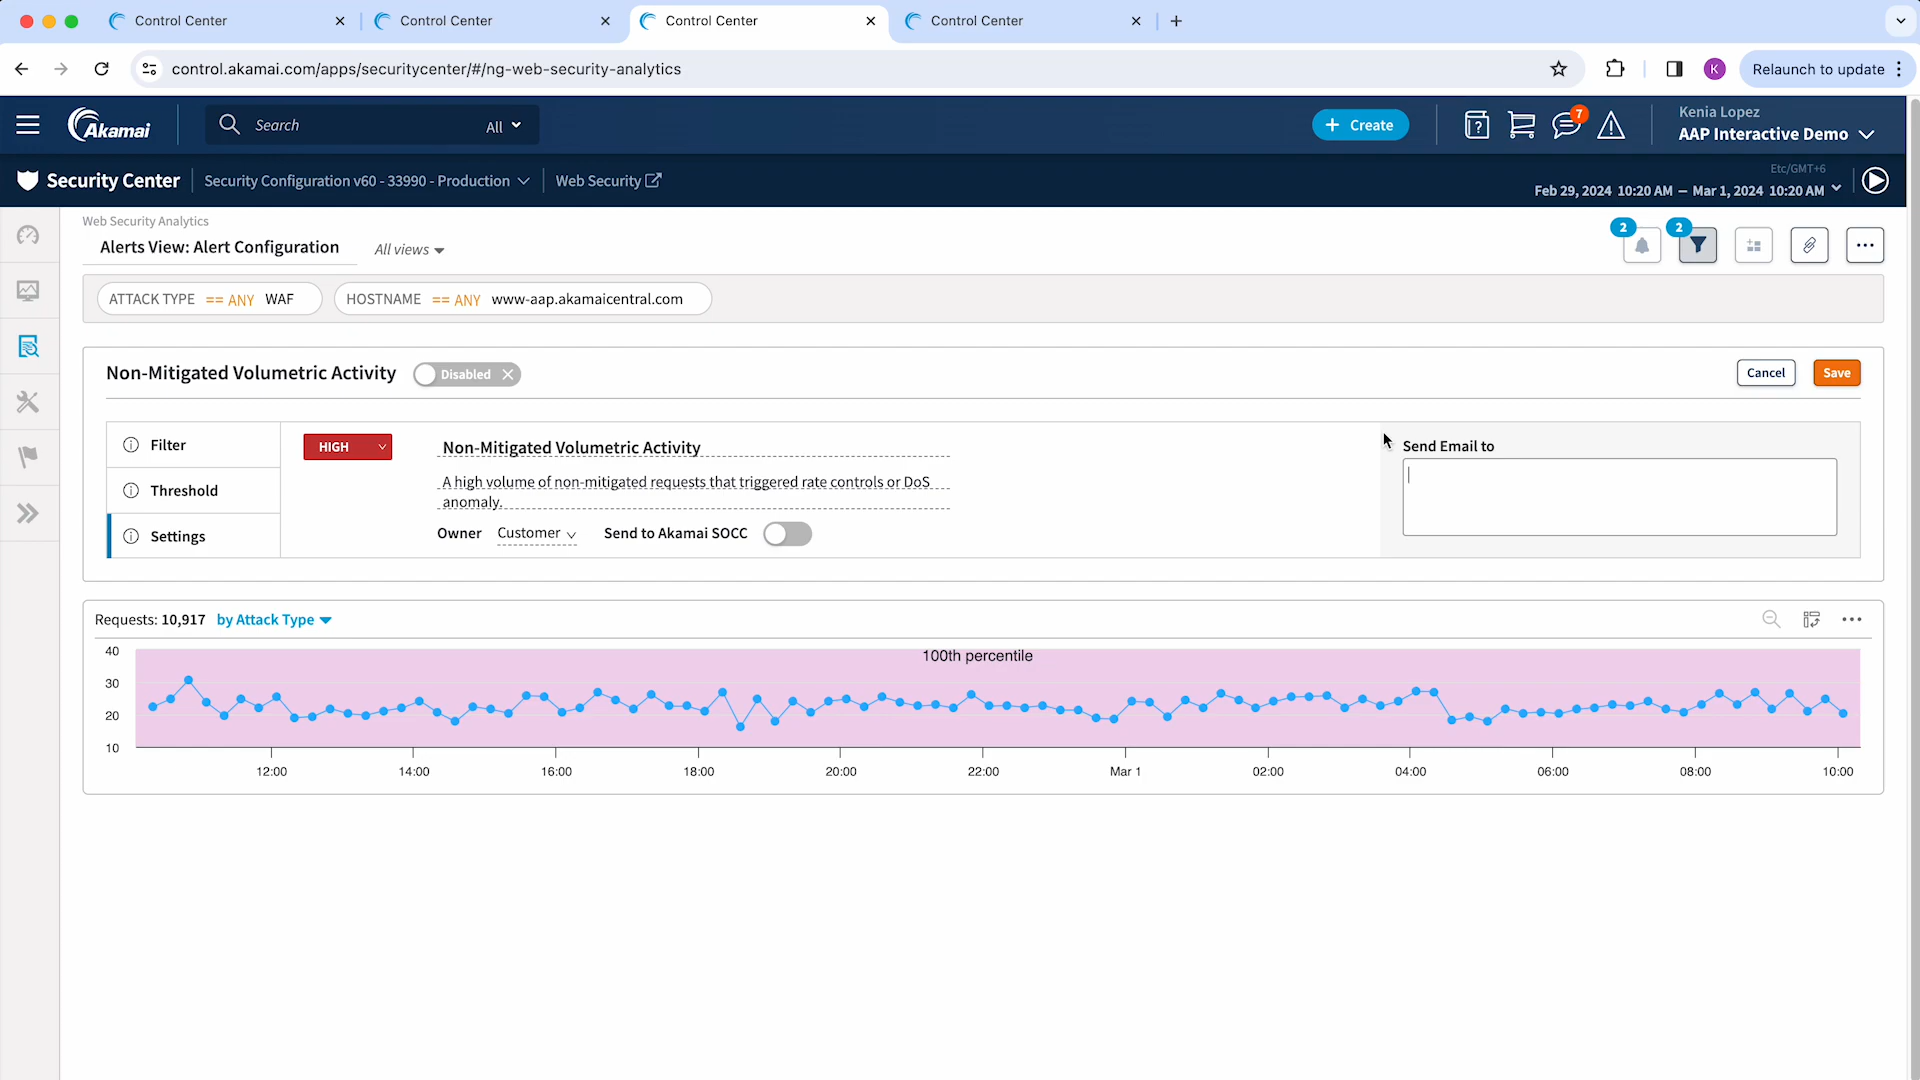 Control Center
Control Center
Control Center
Control Center
control.akamai.com/apps/securitycenter/#/ng-web-security-analytics
K
Relaunch to update
Akamai
Search
All
Create
7
Kenia Lopez
AAP Interactive Demo
Security Center
Security Configuration v60 - 33990 - Production
Web Security
Etc/GMT+6
Feb 29, 2024 10:20 AM – Mar 1, 2024 10:20 AM
Web Security Analytics
Alerts View: Alert Configuration
All views
2
2
ATTACK TYPE == ANY WAF
HOSTNAME == ANY www-aap.akamaicentral.com
Non-Mitigated Volumetric Activity
Disabled
Cancel
Save
Filter
Threshold
Settings
HIGH
Non-Mitigated Volumetric Activity
A high volume of non-mitigated requests that triggered rate controls or DoS
anomaly.
Owner Customer
Send to Akamai SOCC
Send Email to
Requests: 10,917 by Attack Type
100th percentile
40
30
20
10
12:00 14:00 16:00 18:00 20:00 22:00 Mar 1 02:00 04:00 06:00 08:00 10:00